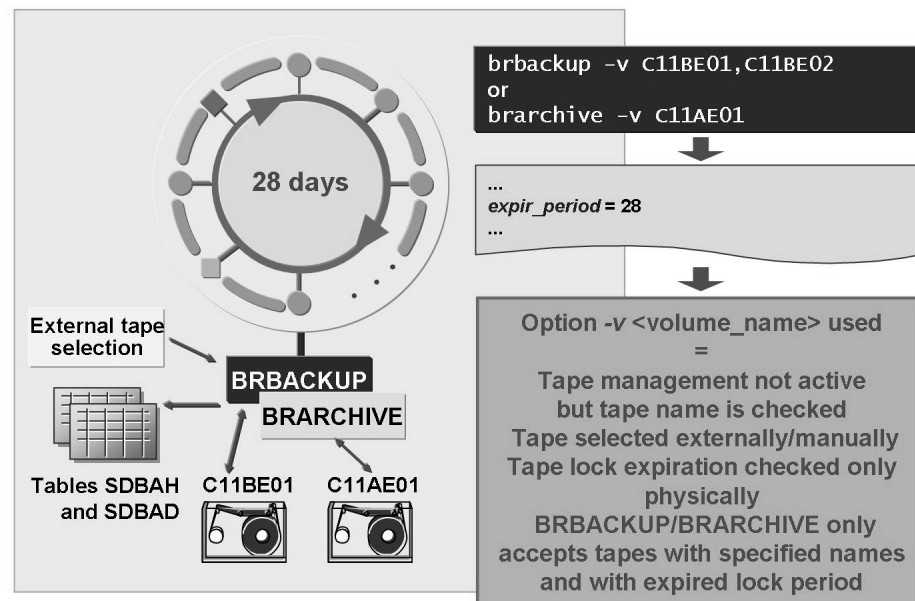 28 days
External tape
selection
BRBACKUP
BRARCHIVE
Tables SDBAH
and SDBAD
C11BE01
C11AE01
brbackup -v C11BE01,C11BE02
or
brarchive -v C11AE01
...
expir_period = 28
...
Option -v <volume_name> used
=
Tape management not active
but tape name is checked
Tape selected externally/manually
Tape lock expiration checked only
physically
BRBACKUP/BRARCHIVE only
accepts tapes with specified names
and with expired lock period